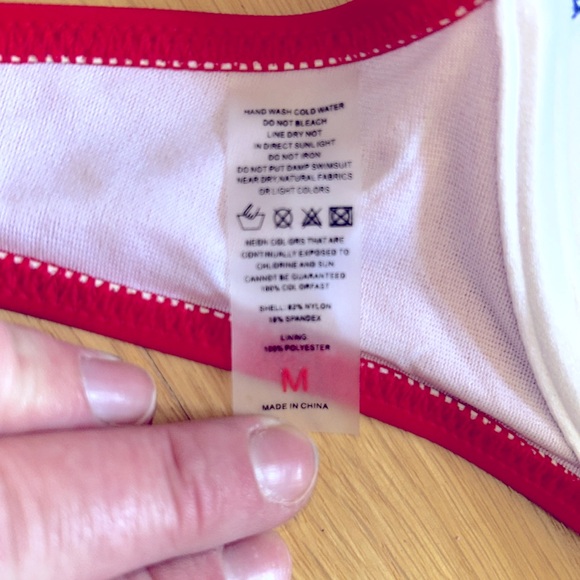 HAND WASH COLD WATER
DO NOT BLEACH
LINE DRY NOT
IN DIRECT SUNLIGHT
DO NOT IRON
DO NOT PUT DAMP SWIMSUIT
NEAR DRY NATURAL FABRICS
OR LIGHT COLORS
NEON COLORS THAT ARE
CONTINUALLY EXPOSED TO
CHLORINE AND SUN
CANNOT BE GUARANTEED
100% COLORFAST
SHELL: 82% NYLON
18% SPANDEX
LINING
100% POLYESTER
M
MADE IN CHINA